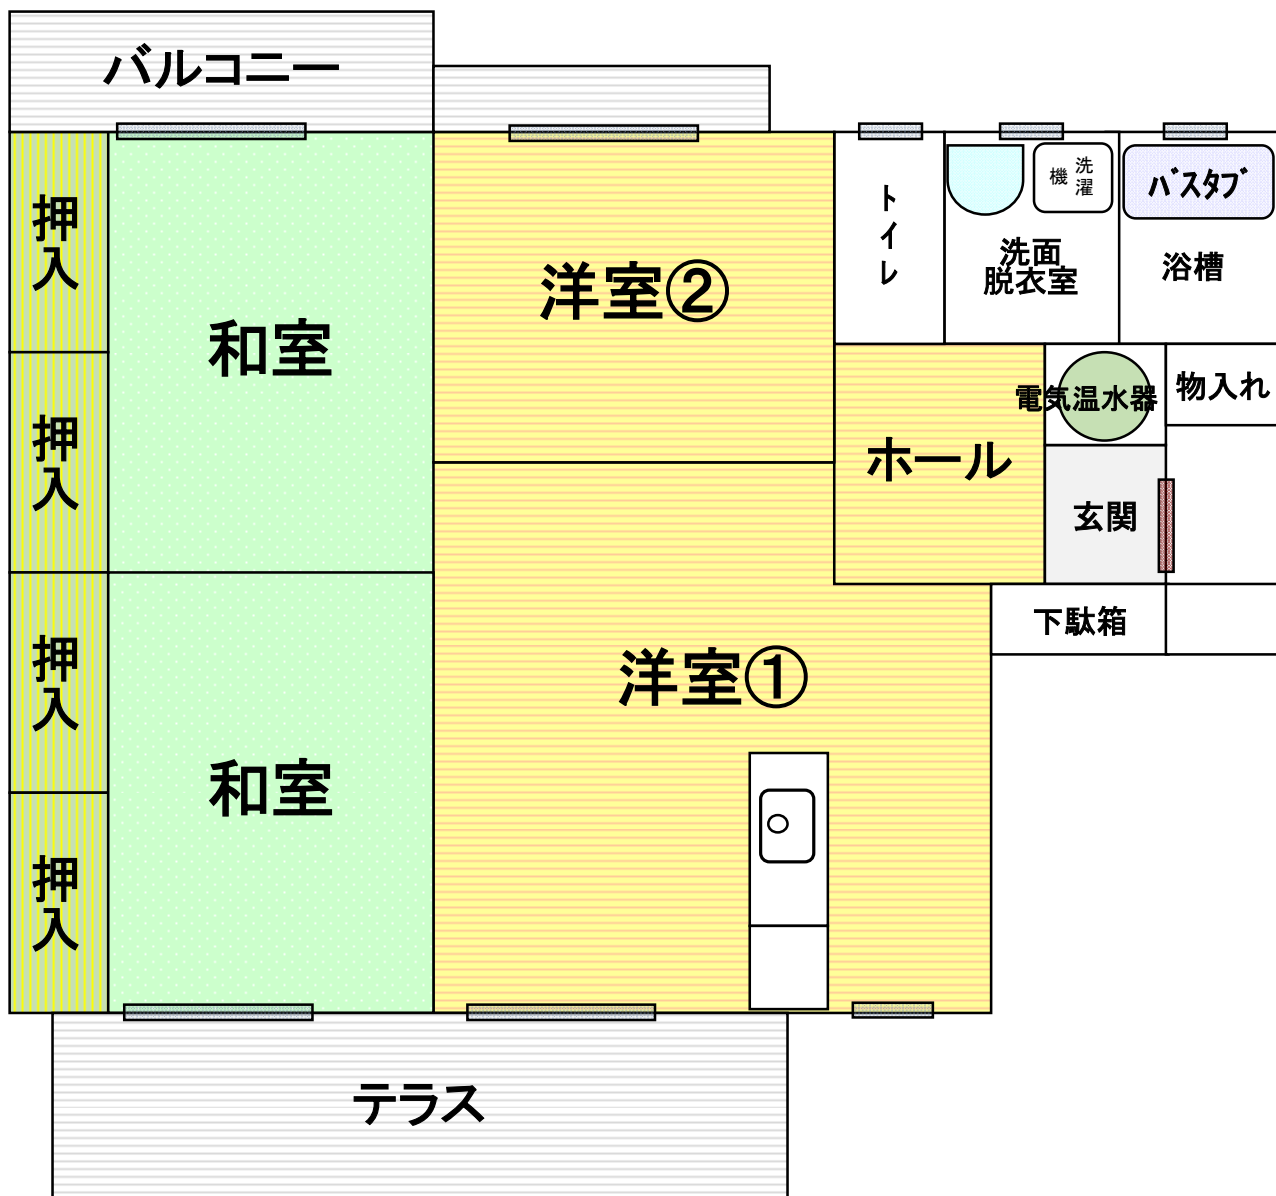 バルコニー
押入
和室
洋室②
トイレ
洗濯
機
洗面
脱衣室
バスタブ
浴槽
押入
ホール
電気温水器
物入れ
玄関
下駄箱
押入
和室
洋室①
押入
テラス